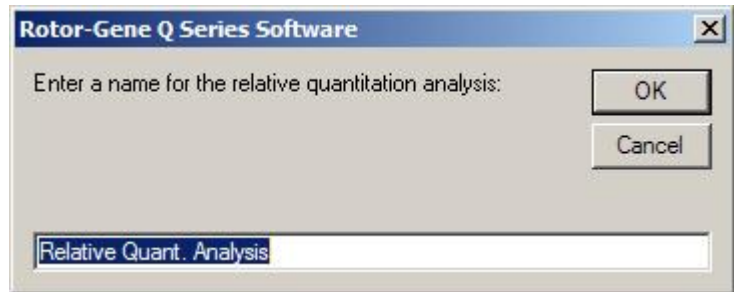 Rotor-Gene Q Series Software
Enter a name for the relative quantitation analysis:
OK
Cancel
Relative Quant. Analysis